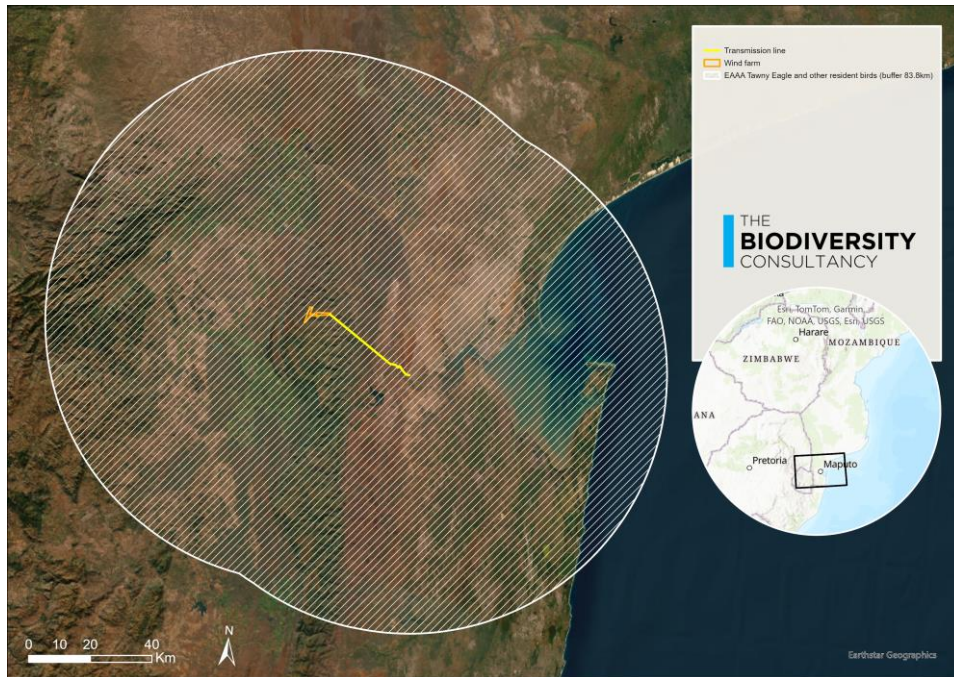 Transmission line
Wind farm
EAAA Tawny Eagle and other resident birds (buffer 83.8km)
THE
BIODIVERSITY
CONSULTANCY
Esri, TomTom, Garmin,
FAO, NOAA, USGS, Esri, USGS
Harare
MOZAMBIQUE
ZIMBABWE
ANA
Pretoria
Maputo
N
0 10 20 40
Km
Earthstar Geographics